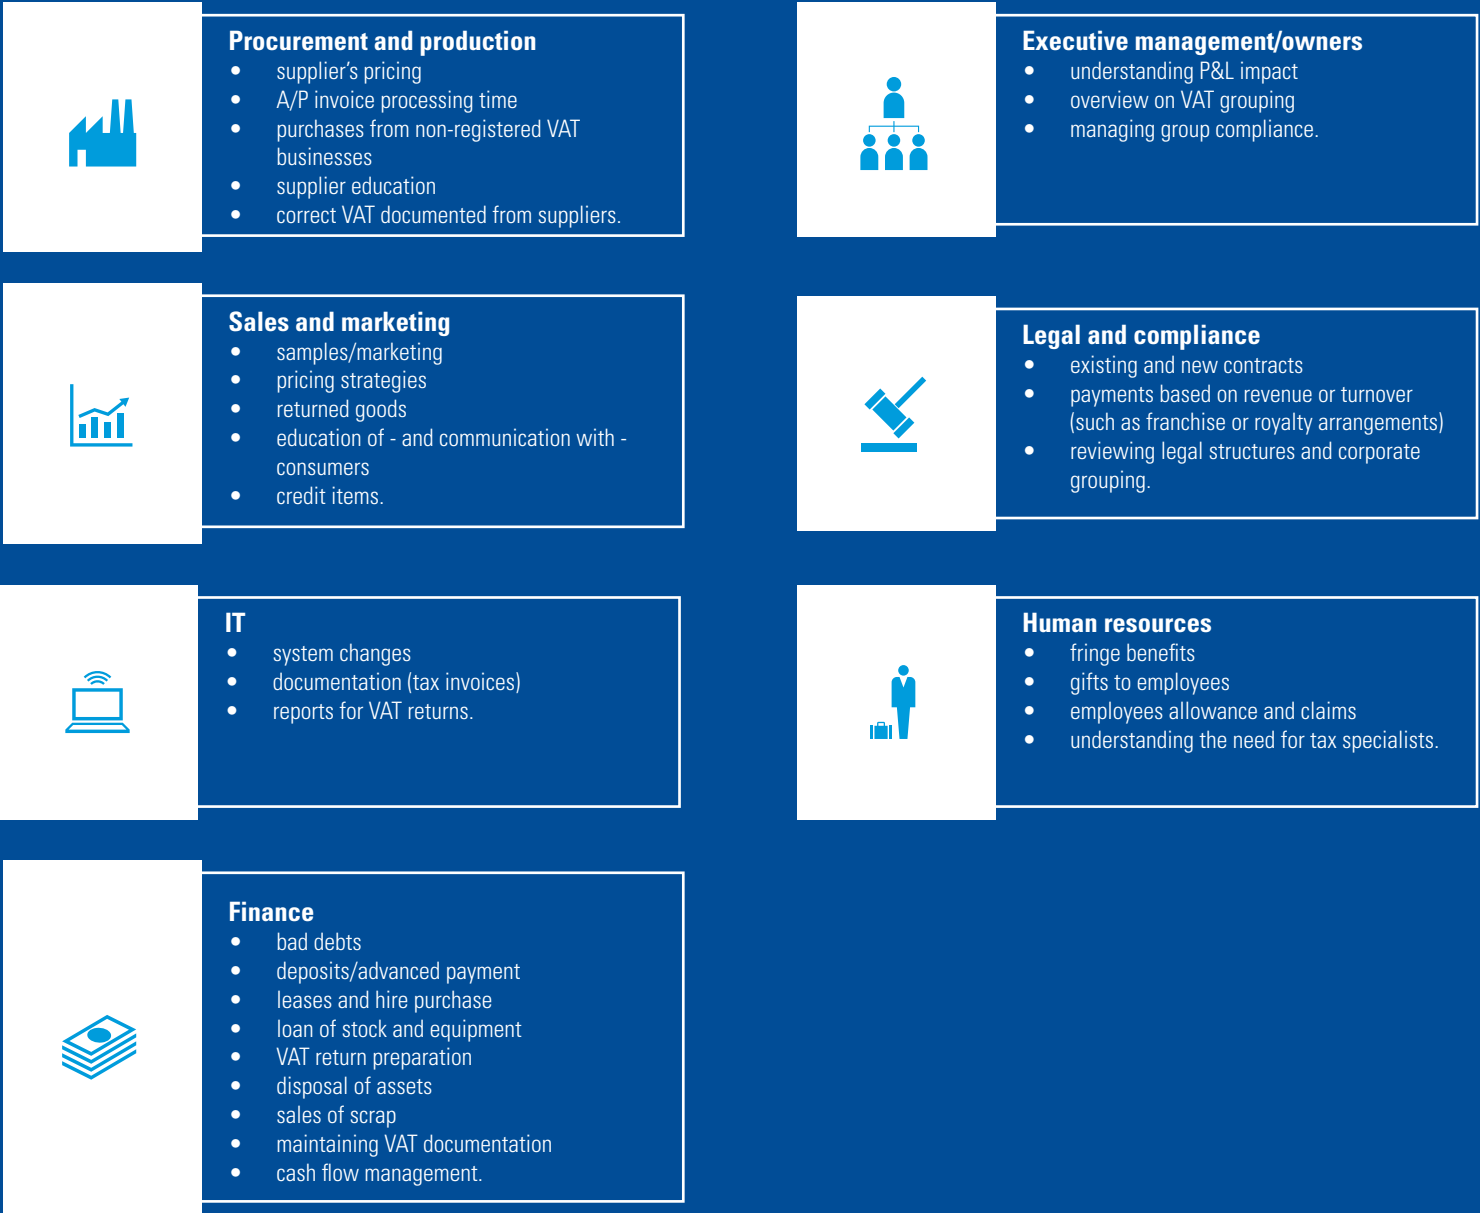 Procurement and production
• supplier's pricing
• A/P invoice processing time
• purchases from non-registered VAT
businesses
• supplier education
• correct VAT documented from suppliers.
Sales and marketing
• samples/marketing
• pricing strategies
• returned goods
• education of - and communication with -
consumers
• credit items.
IT
• system changes
• documentation (tax invoices)
• reports for VAT returns.
Finance
• bad debts
• deposits/advanced payment
• leases and hire purchase
• loan of stock and equipment
• VAT return preparation
• disposal of assets
• sales of scrap
• maintaining VAT documentation
• cash flow management.
Executive management/owners
• understanding P&L impact
• overview on VAT grouping
• managing group compliance.
Legal and compliance
• existing and new contracts
• payments based on revenue or turnover
(such as franchise or royalty arrangements)
• reviewing legal structures and corporate
grouping.
Human resources
• fringe benefits
• gifts to employees
• employees allowance and claims
• understanding the need for tax specialists.